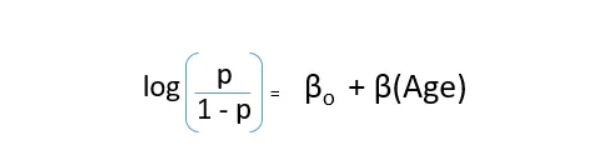 log(p / 1 - p) = βo + β(Age)